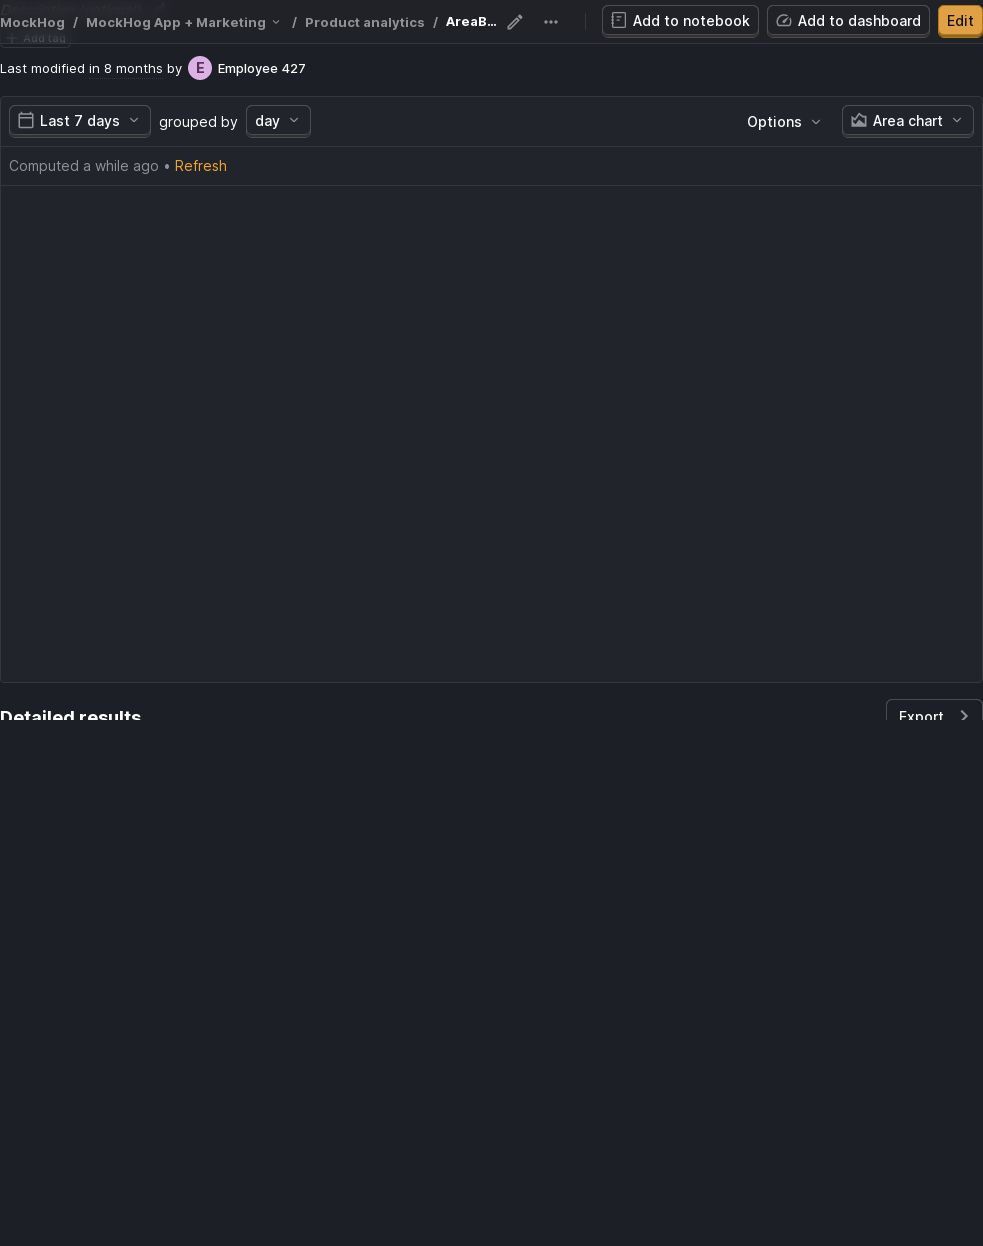 MockHog / MockHog App + Marketing / Product analytics / AreaB... Add to notebook Add to dashboard Edit
Add tag
Last modified in 8 months by E Employee 427
Last 7 days grouped by day Options Area chart
Computed a while ago • Refresh
Detailed results Export